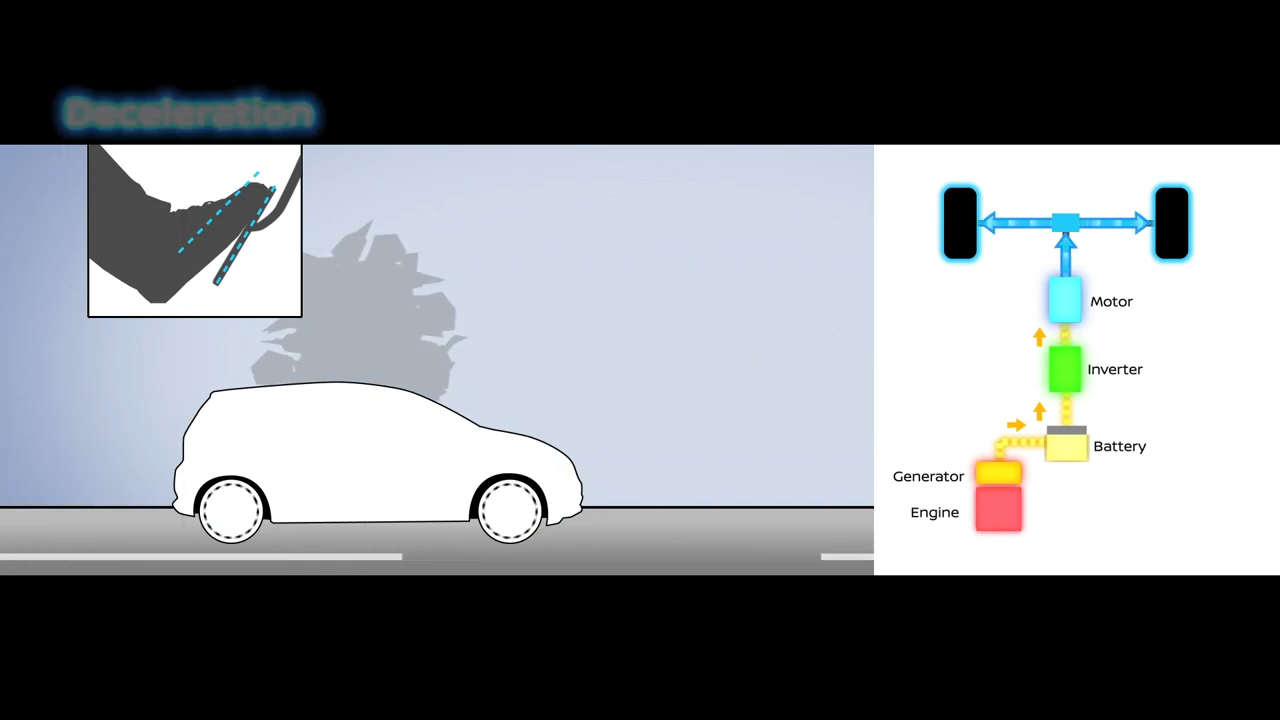 Deceleration
Motor
Inverter
Battery
Generator
Engine